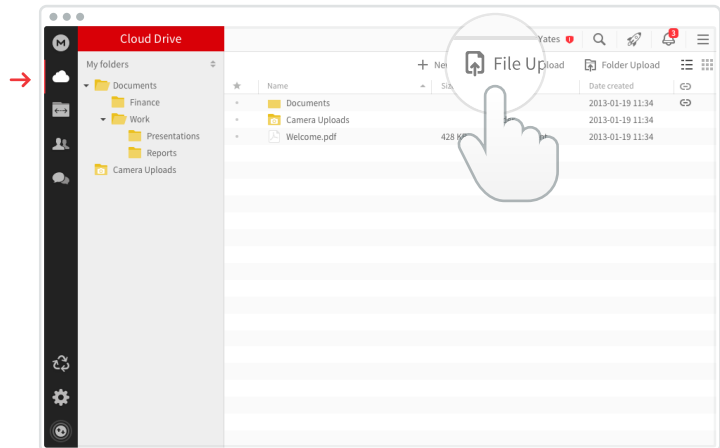 Cloud Drive
Yates
3
My folders
Ne
File Upload
load
Folder Upload
Documents
Finance
Work
Presentations
Reports
Camera Uploads
Name
Date created
Documents
2013-01-19 11:34
Camera Uploads
2013-01-19 11:34
Welcome.pdf
428 KB
2013-01-19 11:34